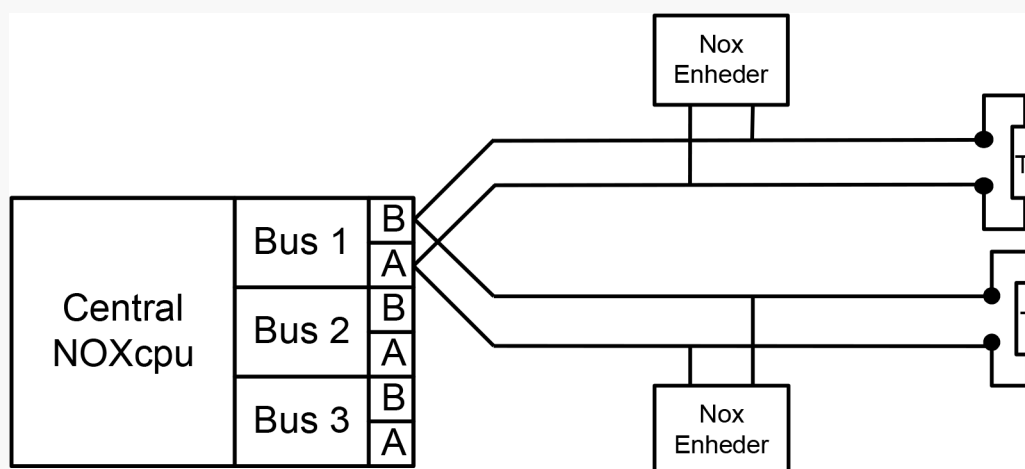 Nox
Enheder
Central
NOXcpu
Bus 1
B
A
Bus 2
B
A
Bus 3
B
A
Nox
Enheder